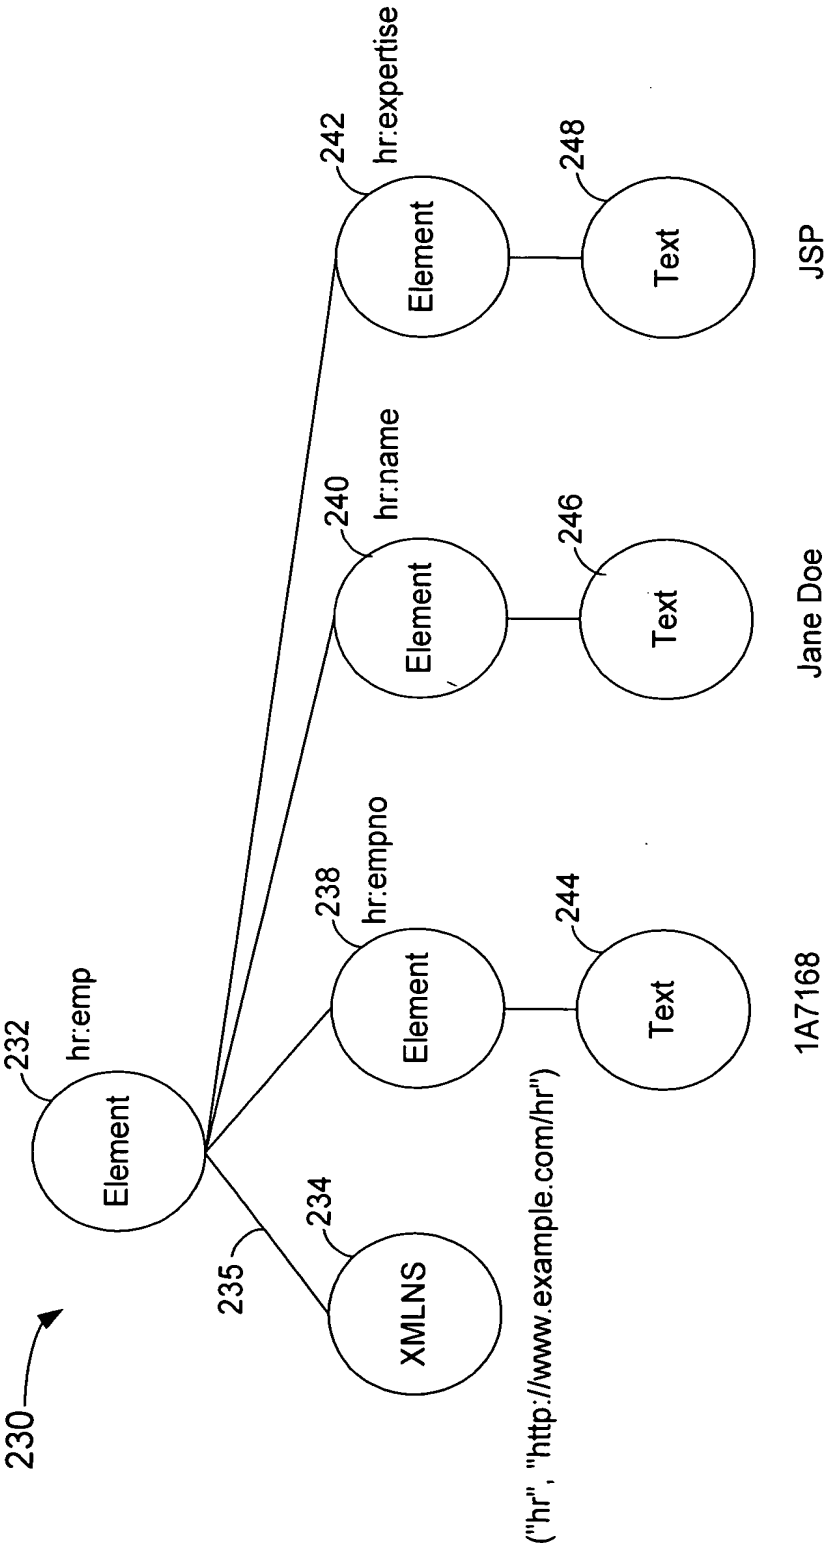 230
232
hr:emp
Element
235
234
XMLNS
("hr", "http://www.example.com/hr")
238
hr:empno
Element
244
Text
1A7168
240
hr:name
Element
246
Text
Jane Doe
242
hr:expertise
Element
248
Text
JSP